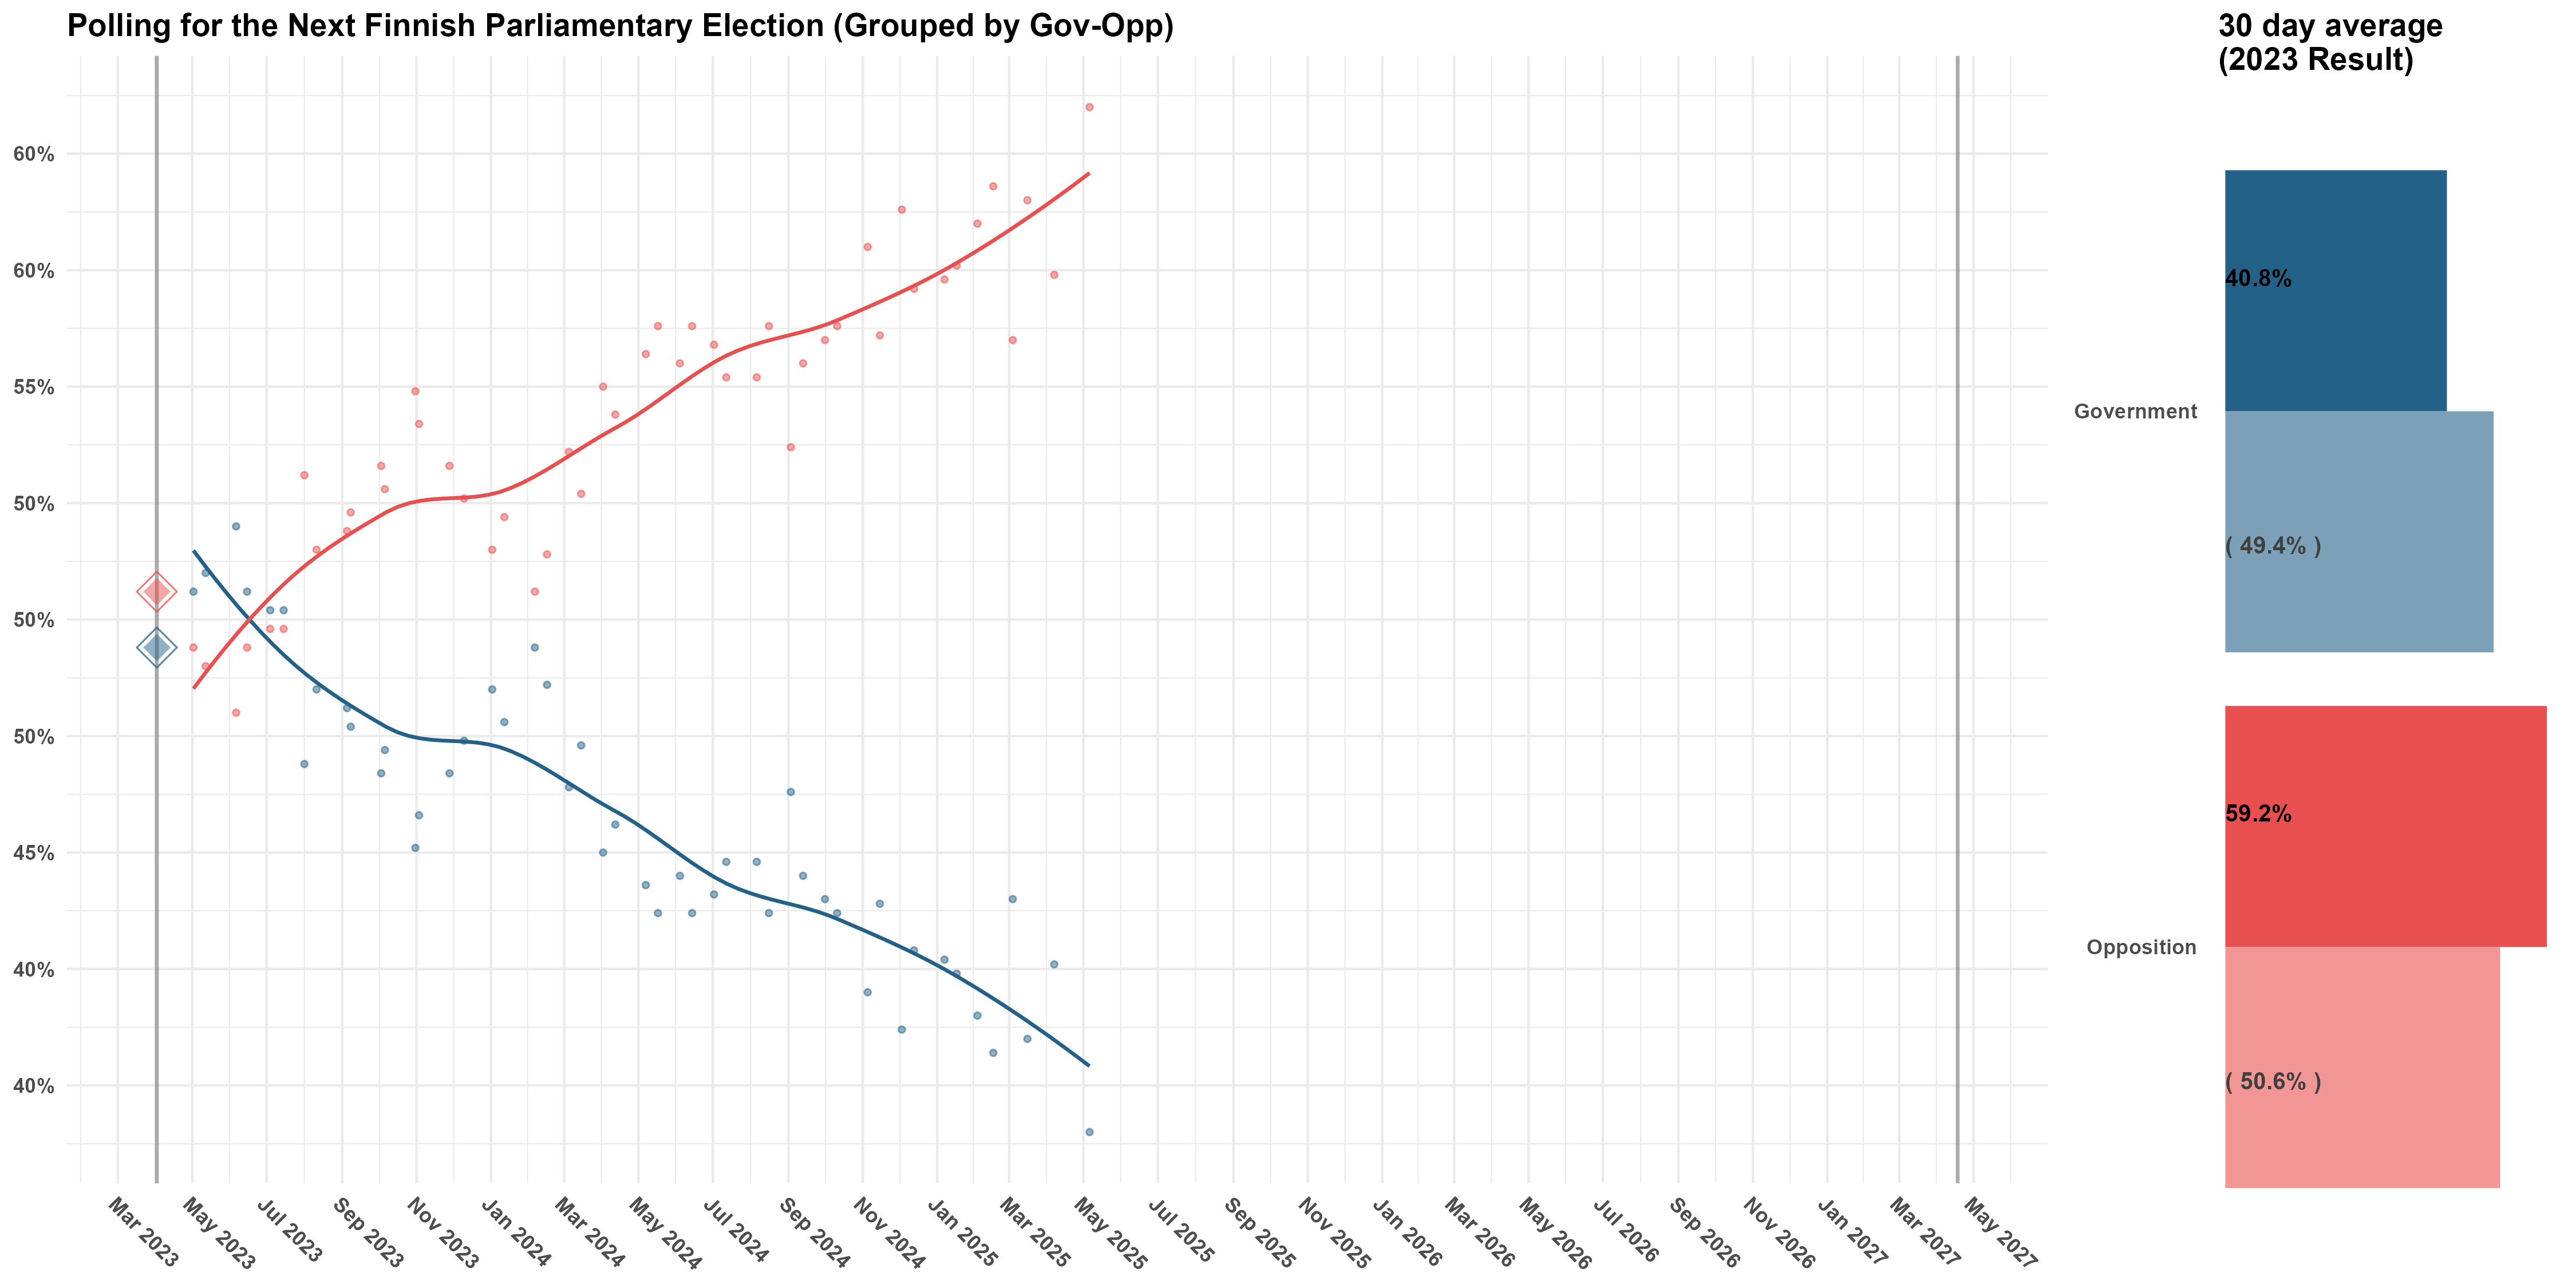 Polling for the Next Finnish Parliamentary Election (Grouped by Gov-Opp)
60%
60%
55%
50%
50%
50%
45%
40%
40%
Mar 2023
May 2023
Jul 2023
Sep 2023
Nov 2023
Jan 2024
Mar 2024
May 2024
Jul 2024
Sep 2024
Nov 2024
Jan 2025
Mar 2025
May 2025
Jul 2025
Sep 2025
Nov 2025
Jan 2026
Mar 2026
May 2026
Jul 2026
Sep 2026
Nov 2026
Jan 2027
Mar 2027
May 2027
30 day average
(2023 Result)
40.8%
Government
( 49.4% )
59.2%
Opposition
( 50.6% )